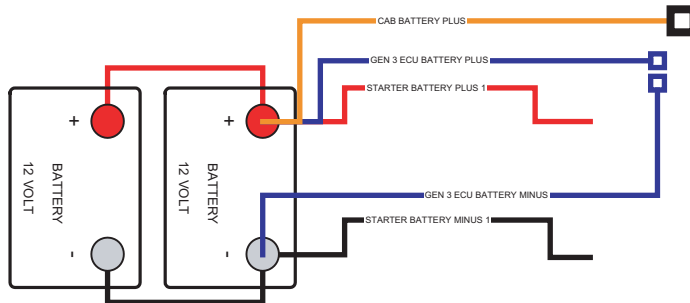 CAB BATTERY PLUS
GEN 3 ECU BATTERY PLUS
STARTER BATTERY PLUS 1
+
+
BATTERY
12 VOLT
BATTERY
12 VOLT
GEN 3 ECU BATTERY MINUS
STARTER BATTERY MINUS 1
-
-